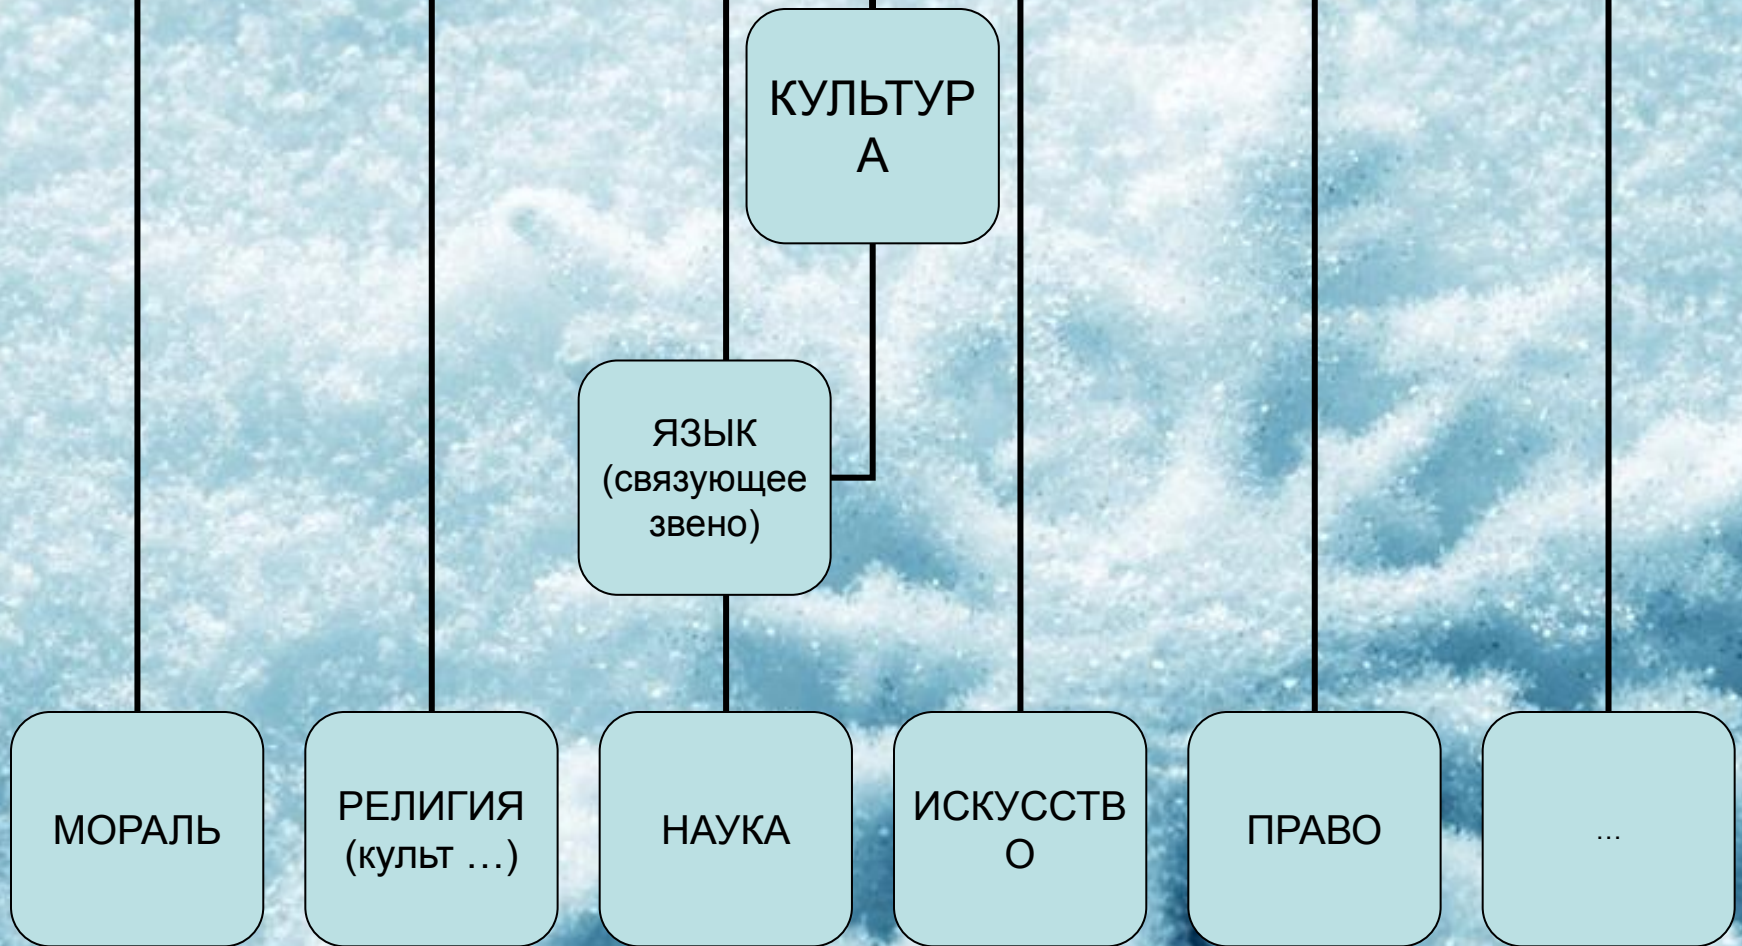 КУЛЬТУР
А
ЯЗЫК
(связующее
звено)
МОРАЛЬ
РЕЛИГИЯ
(культ ...)
НАУКА
ИСКУССТВ
О
ПРАВО
...